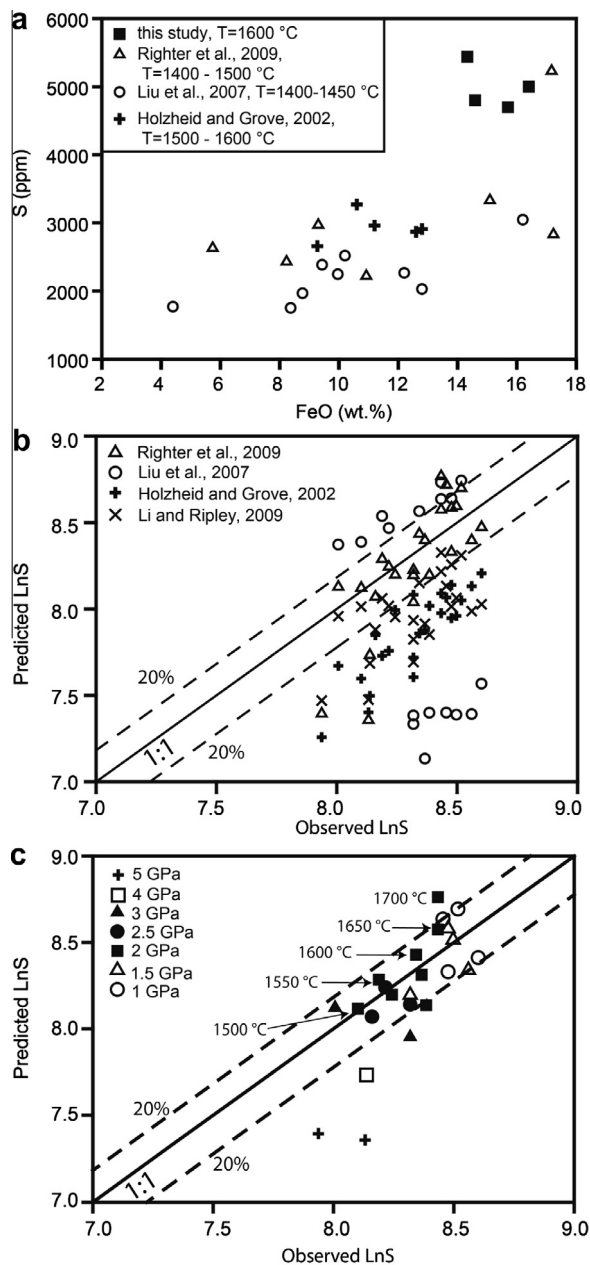 a
6000
5000
4000
3000
2000
1000
S (ppm)
this study, T=1600 °C
Righter et al., 2009,
T=1400 - 1500 °C
Liu et al., 2007, T=1400-1450 °C
Holzheid and Grove, 2002,
T=1500 - 1600 °C
2 4 6 8 10 12 14 16 18
FeO (wt.%)
b
9.0
8.5
8.0
7.5
7.0
Predicted LnS
Righter et al., 2009
Liu et al., 2007
Holzheid and Grove, 2002
Li and Ripley, 2009
20%
1:1
20%
7.0 7.5 8.0 8.5 9.0
Observed LnS
c
9.0
8.5
8.0
7.5
7.0
Predicted LnS
5 GPa
4 GPa
3 GPa
2.5 GPa
2 GPa
1.5 GPa
1 GPa
1700 °C
1650 °C
1600 °C
1550 °C
1500 °C
20%
1:1
20%
7.0 7.5 8.0 8.5 9.0
Observed LnS